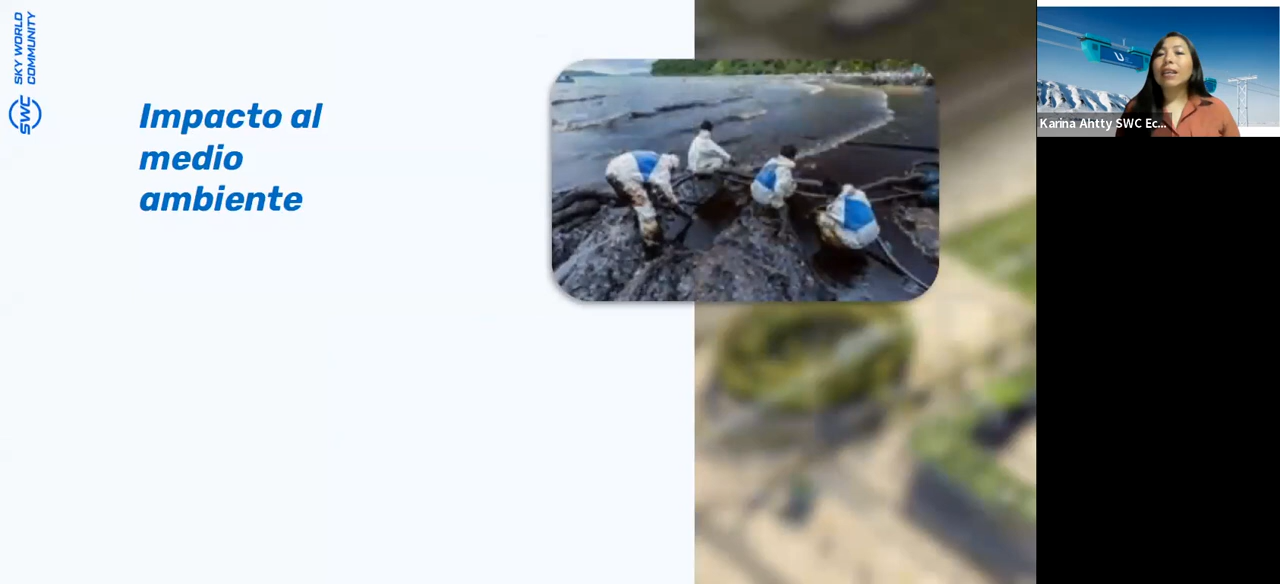 SKY WORLD
COMMUNITY
SWC
Impacto al
medio
ambiente
Karina Ahtty SWC Ec...